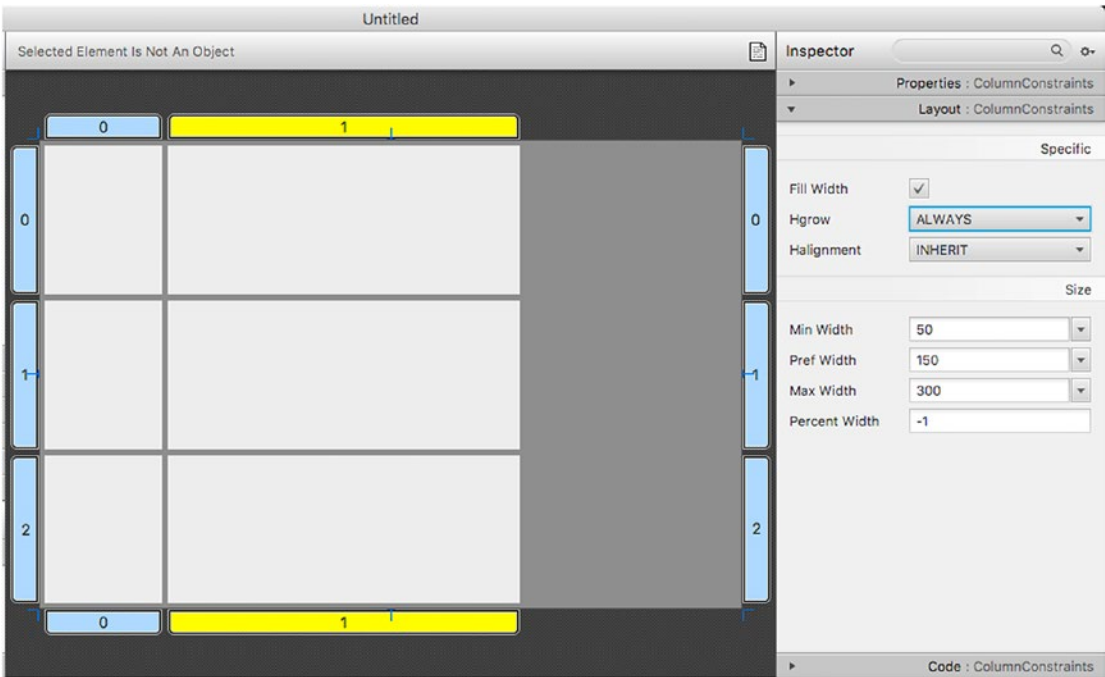 Untitled
Selected Element Is Not An Object
Inspector
Properties : ColumnConstraints
Layout : ColumnConstraints
Specific
Fill Width
Hgrow ALWAYS
Halignment INHERIT
Size
Min Width 50
Pref Width 150
Max Width 300
Percent Width -1
Code : ColumnConstraints
0 1
0 0
1 1
2 2
0 1